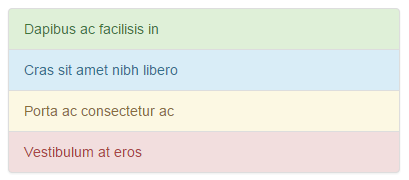 Dapibus ac facilisis in
Cras sit amet nibh libero
Porta ac consectetur ac
Vestibulum at eros